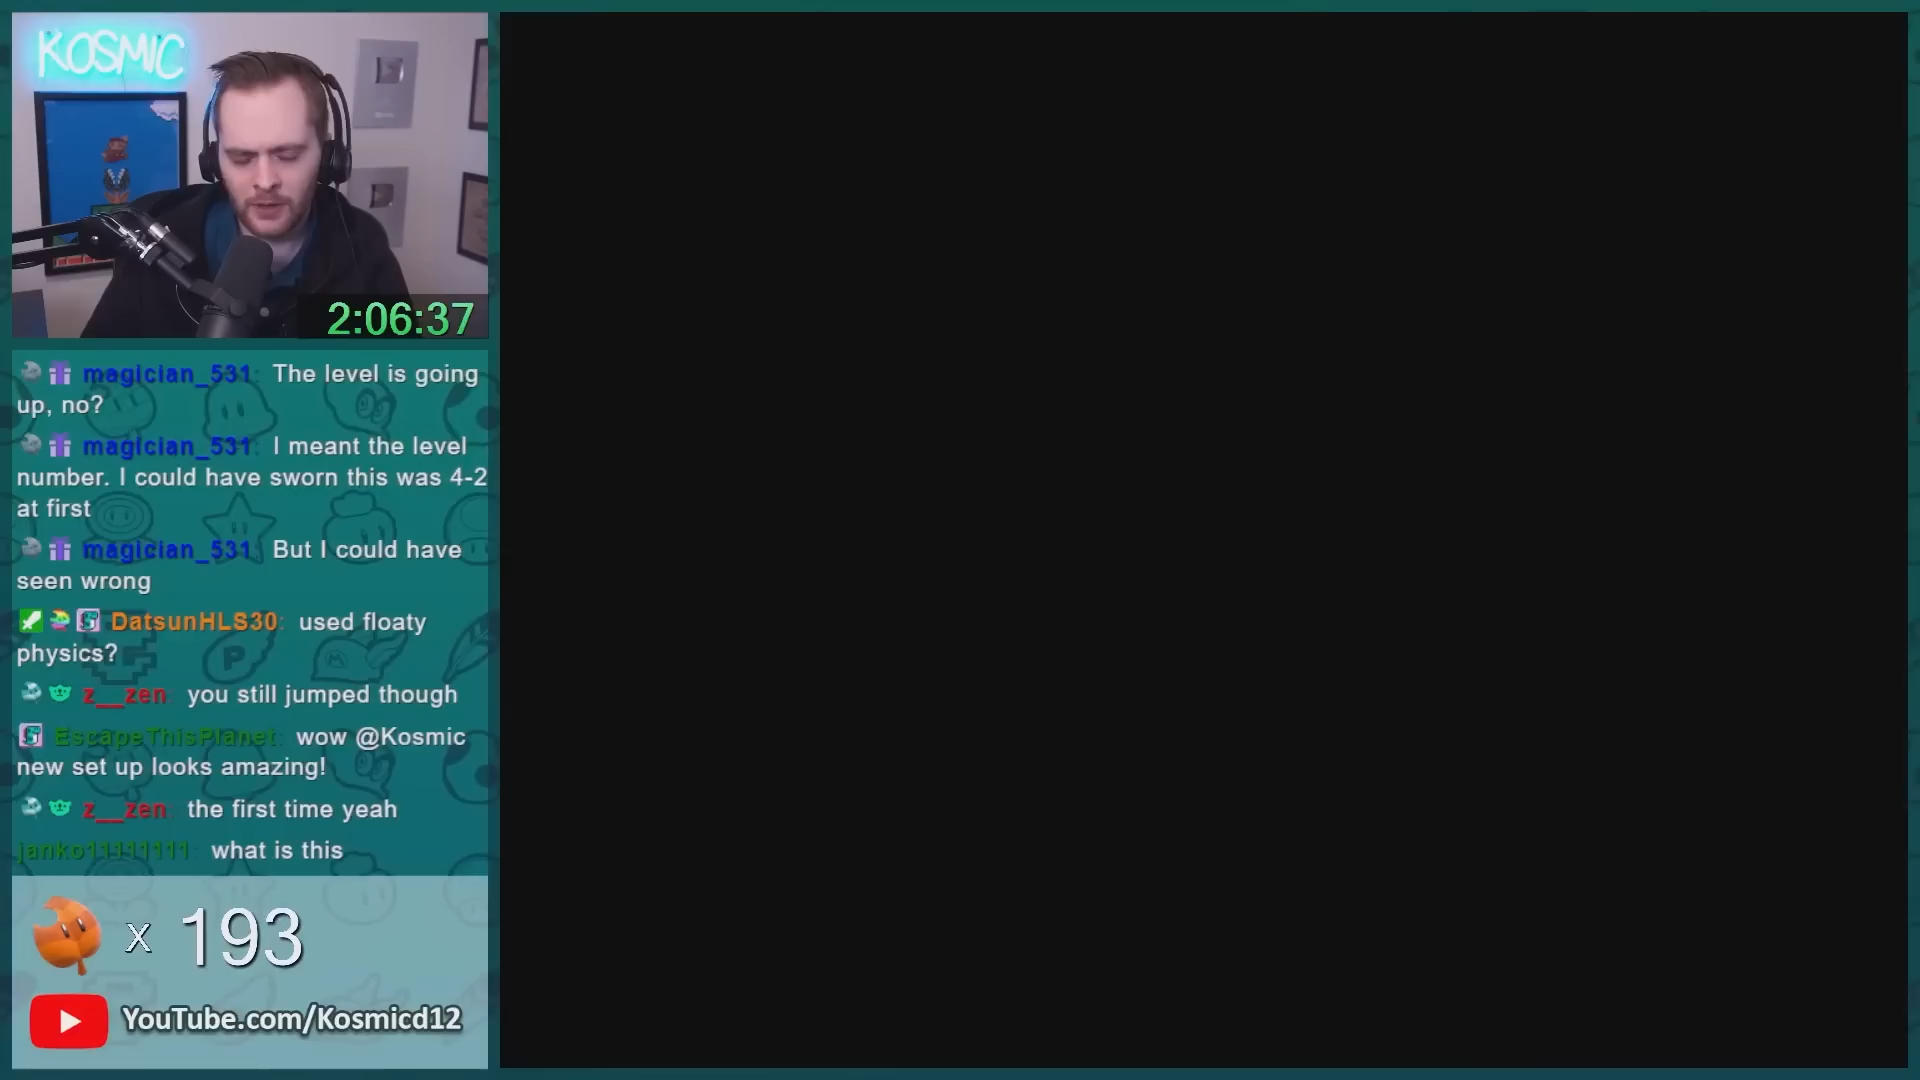 KOSMIC
2:06:37
magician_531: The level is going
up, no?
magician_531: I meant the level
number. I could have sworn this was 4-2
at first
magician_531: But I could have
seen wrong
DatsunHLS30: used floaty
physics?
z__zen: you still jumped though
EscapeThisPlanet: wow @Kosmic
new set up looks amazing!
z__zen: the first time yeah
janko11111111: what is this
x 193
YouTube.com/Kosmicd12